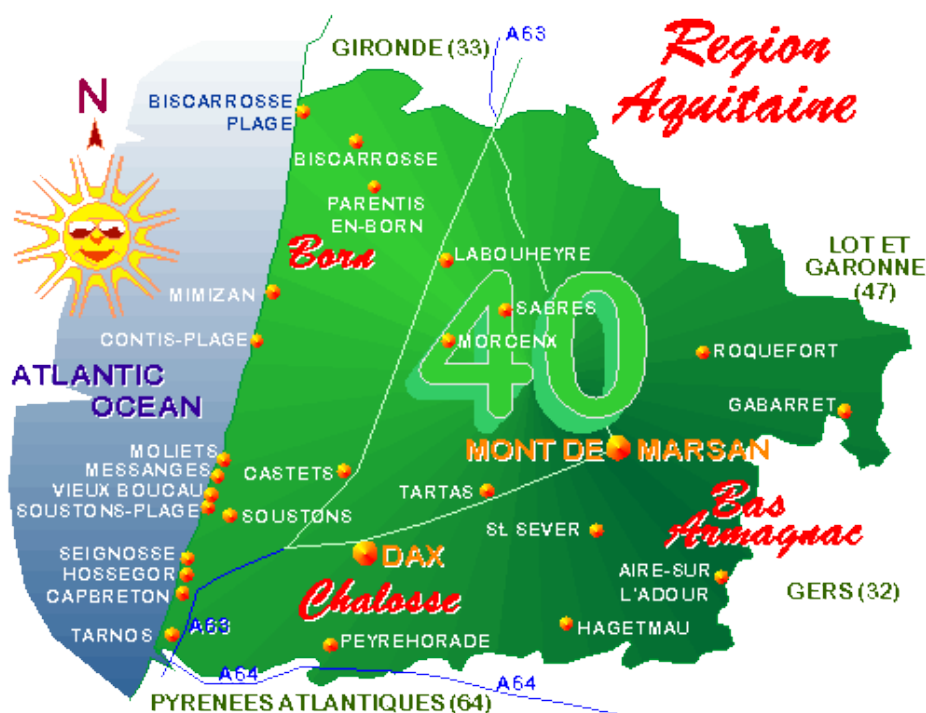 GIRONDE (33)
A63
Region
Aquitaine
N
BISCARROSSE
PLAGE
BISCARROSSE
PARENTIS
EN-BORN
Born
LABOUHEYRE
LOT ET
GARONNE
(47)
MIMIZAN
SABRES
CONTIS-PLAGE
MORCENX
40
ROQUEFORT
ATLANTIC
OCEAN
GABARRET
MOLIETS
MESSANGES
VIEUX BOUCAU
SOUSTONS-PLAGE
CASTETS
MONT DE MARSAN
TARTAS
SOUSTONS
St. SEVER
Bas
Armagnac
SEIGNOSSE
HOSSEGOR
CAPBRETON
DAX
AIRE-SUR
L'ADOUR
GERS (32)
Chalosse
TARNOS
A63
PEYREHORADE
HAGETMAU
A64
A64
PYRENEES ATLANTIQUES (64)